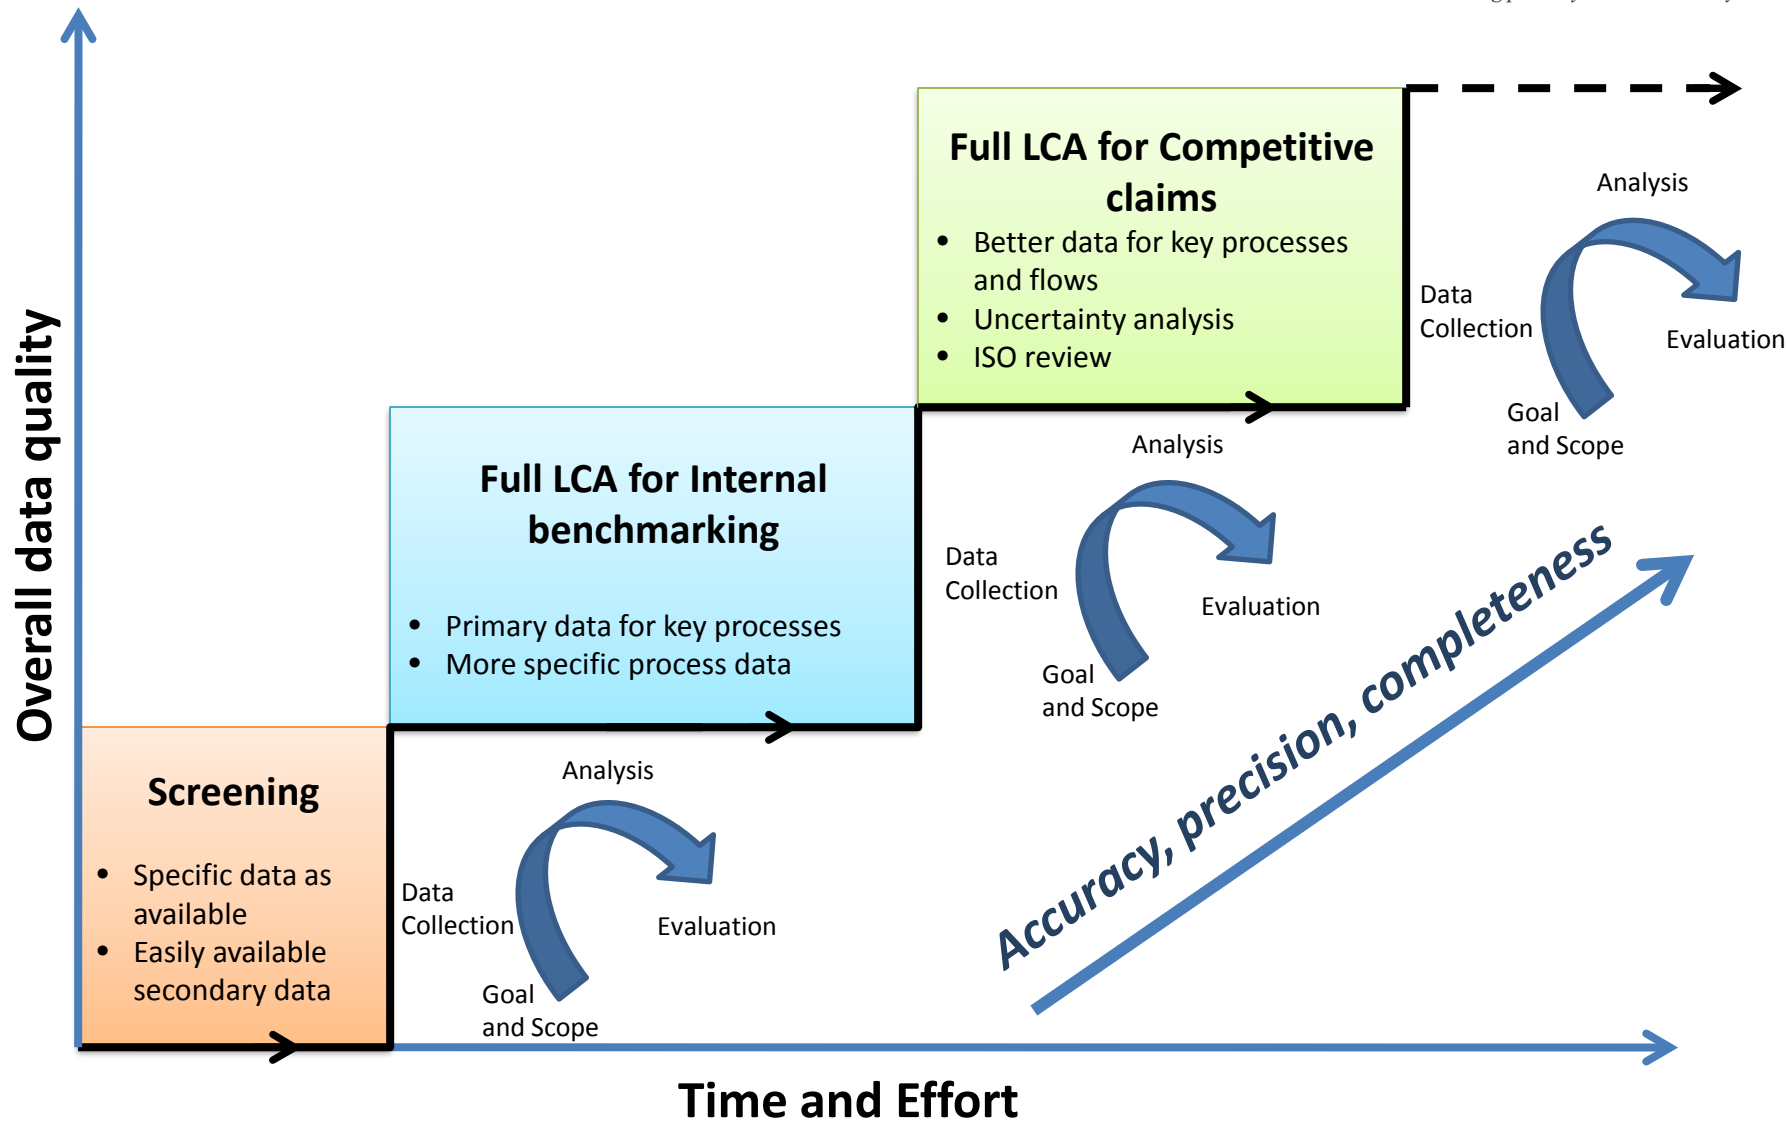 Full LCA for Competitive
claims
• Better data for key processes
and flows
• Uncertainty analysis
• ISO review
Analysis
Data
Collection
Evaluation
Goal
and Scope
Full LCA for Internal
benchmarking
• Primary data for key processes
• More specific process data
Analysis
Data
Collection
Evaluation
Goal
and Scope
Screening
• Specific data as
available
• Easily available
secondary data
Analysis
Data
Collection
Evaluation
Goal
and Scope
Accuracy, precision, completeness
Overall data quality
Time and Effort